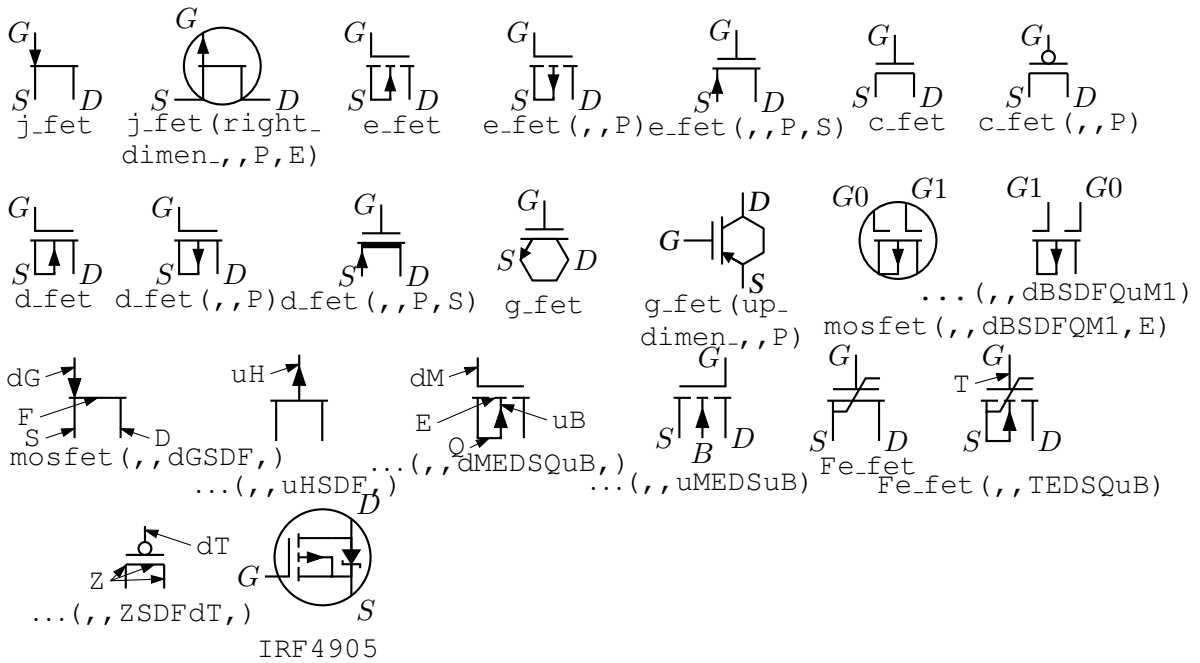 G G G G G G G
S D S D S D S D S D S D S D
j_fet j_fet(right_ e_fet e_fet(,,P) e_fet(,,P,S) c_fet c_fet(,,P)
dimen_,,P,E)
G G G G D G0 G1 G1 G0
G
S D S D S D S D S
d_fet d_fet(,,P) d_fet(,,P,S) g_fet g_fet(up_ ...(,,dBSDFQuM1)
dimen_,,P) mosfet(,,dBSDFQM1,E)
dG uH dM G G T G
F E uB
S D Q B D S D S D
S
mosfet(,,dGSDF,) ...(,,dMEDSQuB,) Fe_fet
...(,,uHSDF,) ...(,,uMEDSuB) Fe_fet(,,TEDSQuB)
D
dT
Z G
...(,,ZSDFdT,) S
IRF4905